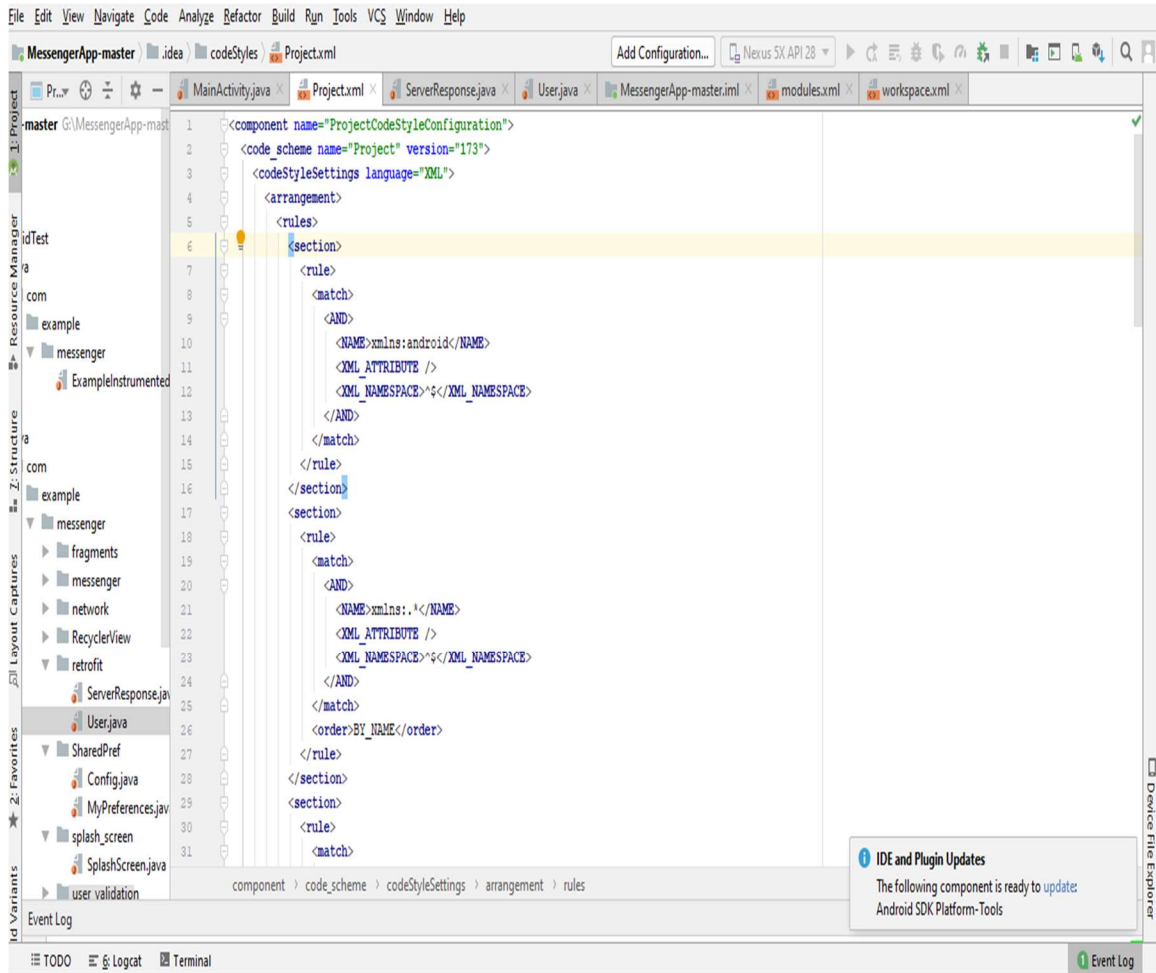 File Edit View Navigate Code Analyze Refactor Build Run Tools VCS Window Help
MessengerApp-master .idea codeStyles Project.xml Add Configuration... Nexus 5X API 28
Pr... MainActivity.java Project.xml ServerResponse.java User.java MessengerApp-master.iml modules.xml workspace.xml
1: Project
Resource Manager
Z: Structure
Layout Captures
2: Favorites
ld Variants
-master G:\MessengerApp-mast
idTest
va
com
example
messenger
ExampleInstrumented
va
com
example
messenger
fragments
messenger
network
RecyclerView
retrofit
ServerResponse.jav
User.java
SharedPref
Config.java
MyPreferences.jav
splash_screen
SplashScreen.java
user validation
1 <component name="ProjectCodeStyleConfiguration">
2 <code_scheme name="Project" version="173">
3 <codeStyleSettings language="XML">
4 <arrangement>
5 <rules>
6 <section>
7 <rule>
8 <match>
9 <AND>
10 <NAME>xmlns:android</NAME>
11 <XML_ATTRIBUTE />
12 <XML_NAMESPACE>^$</XML_NAMESPACE>
13 </AND>
14 </match>
15 </rule>
16 </section>
17 <section>
18 <rule>
19 <match>
20 <AND>
21 <NAME>xmlns:.*</NAME>
22 <XML_ATTRIBUTE />
23 <XML_NAMESPACE>^$</XML_NAMESPACE>
24 </AND>
25 </match>
26 <order>BY_NAME</order>
27 </rule>
28 </section>
29 <section>
30 <rule>
31 <match>
component > code_scheme > codeStyleSettings > arrangement > rules
IDE and Plugin Updates
The following component is ready to update:
Android SDK Platform-Tools
Device File Explorer
Event Log
TODO 6: Logcat Terminal 1 Event Log